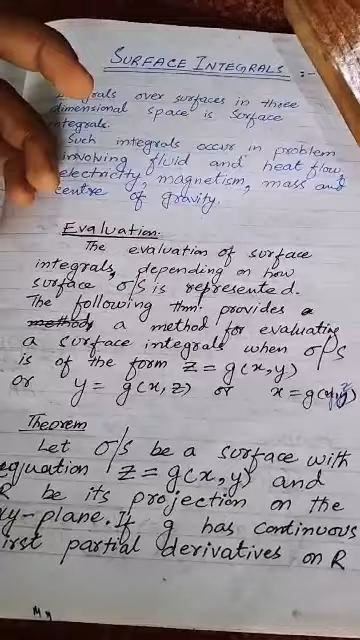 SURFACE INTEGRALS :-
Integrals over surfaces in three
dimensional space is Surface
integrals.
Such integrals occur in problem
involving fluid and heat flow,
electricity, magnetism, mass and
centre of gravity.
Evaluation.
The evaluation of surface
integrals, depending on how
surface σ/S is represented.
The following thm: provides a
method, a method for evaluating
a surface integrals when σ/S
is of the form z = g(x,y)
or y = g(x,z) or x = g(y,z)
Theorem
Let σ/S be a surface with
equation z = g(x,y) and
R be its projection on the
xy-plane. If g has continuous
first partial derivatives on R